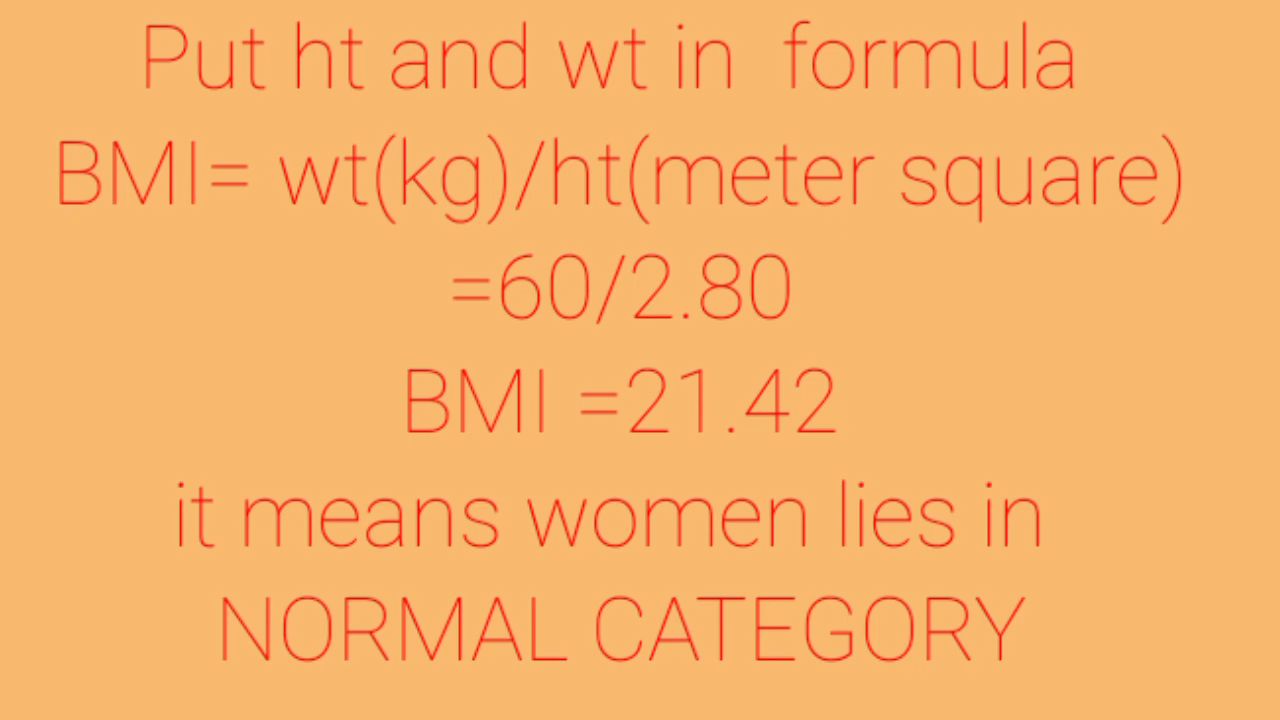 Put ht and wt in  formula
BMI= wt(kg)/ht(meter square)
=60/2.80
BMI =21.42
it means women lies in
NORMAL CATEGORY